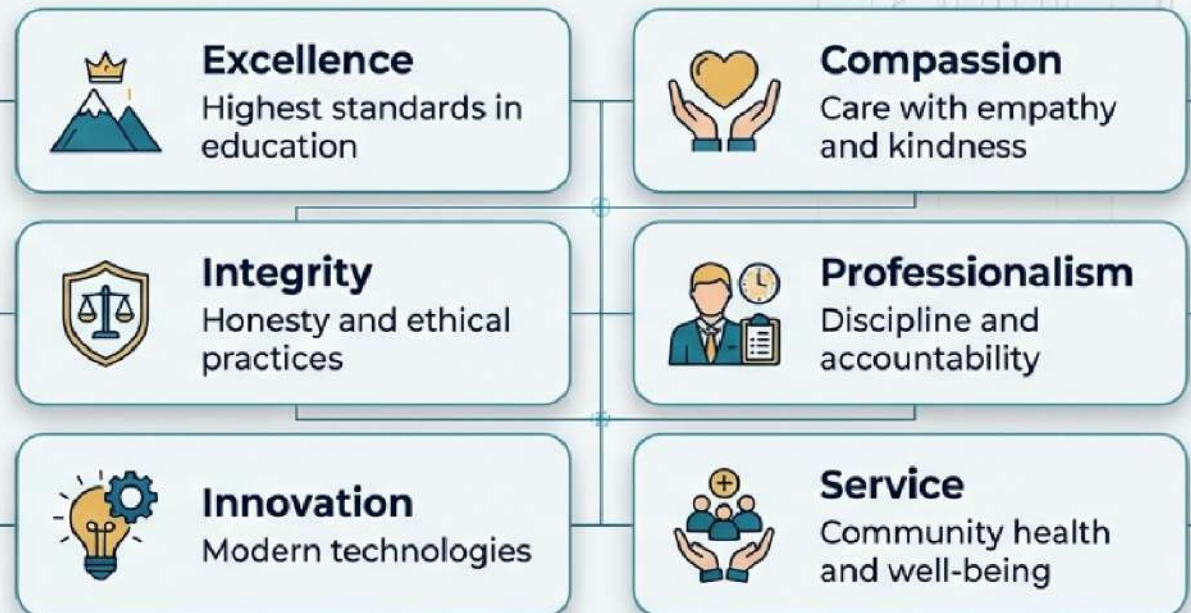 Excellence
Highest standards in
education
Compassion
Care with empathy
and kindness
Integrity
Honesty and ethical
practices
Professionalism
Discipline and
accountability
Innovation
Modern technologies
Service
Community health
and well-being